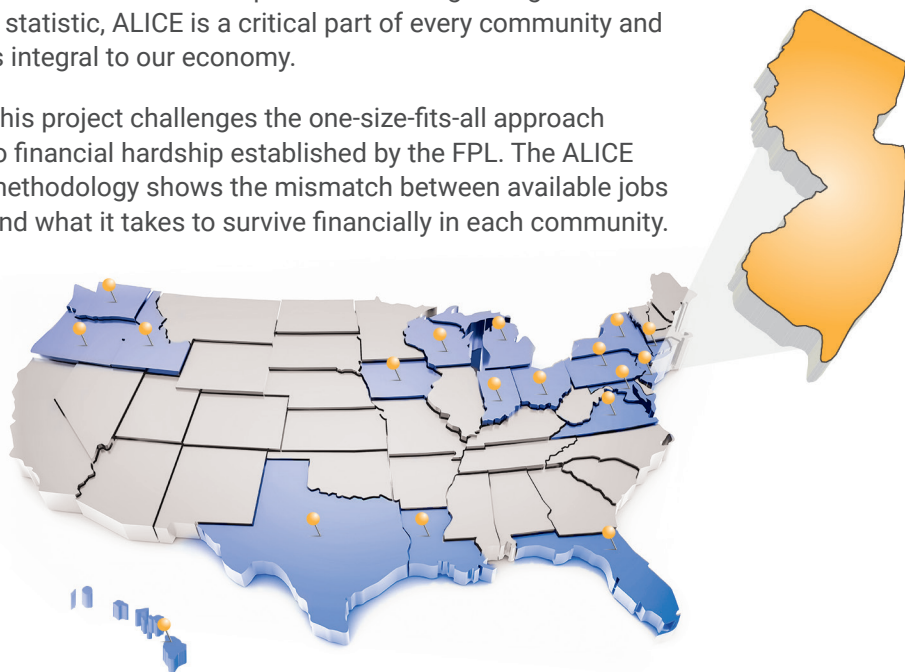 statistic, ALICE is a critical part of every community and
s integral to our economy.
his project challenges the one-size-fits-all approach
o financial hardship established by the FPL. The ALICE
nethodology shows the mismatch between available jobs
nd what it takes to survive financially in each community.